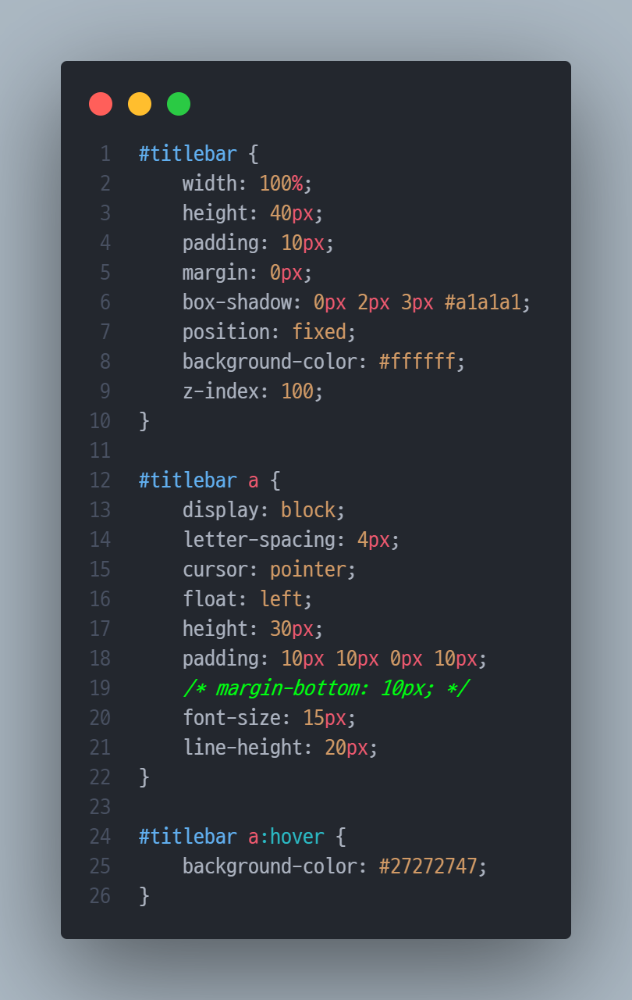 1 #titlebar {
2     width: 100%;
3     height: 40px;
4     padding: 10px;
5     margin: 0px;
6     box-shadow: 0px 2px 3px #a1a1a1;
7     position: fixed;
8     background-color: #ffffff;
9     z-index: 100;
10 }
11
12 #titlebar a {
13     display: block;
14     letter-spacing: 4px;
15     cursor: pointer;
16     float: left;
17     height: 30px;
18     padding: 10px 10px 0px 10px;
19     /* margin-bottom: 10px; */
20     font-size: 15px;
21     line-height: 20px;
22 }
23
24 #titlebar a:hover {
25     background-color: #27272747;
26 }